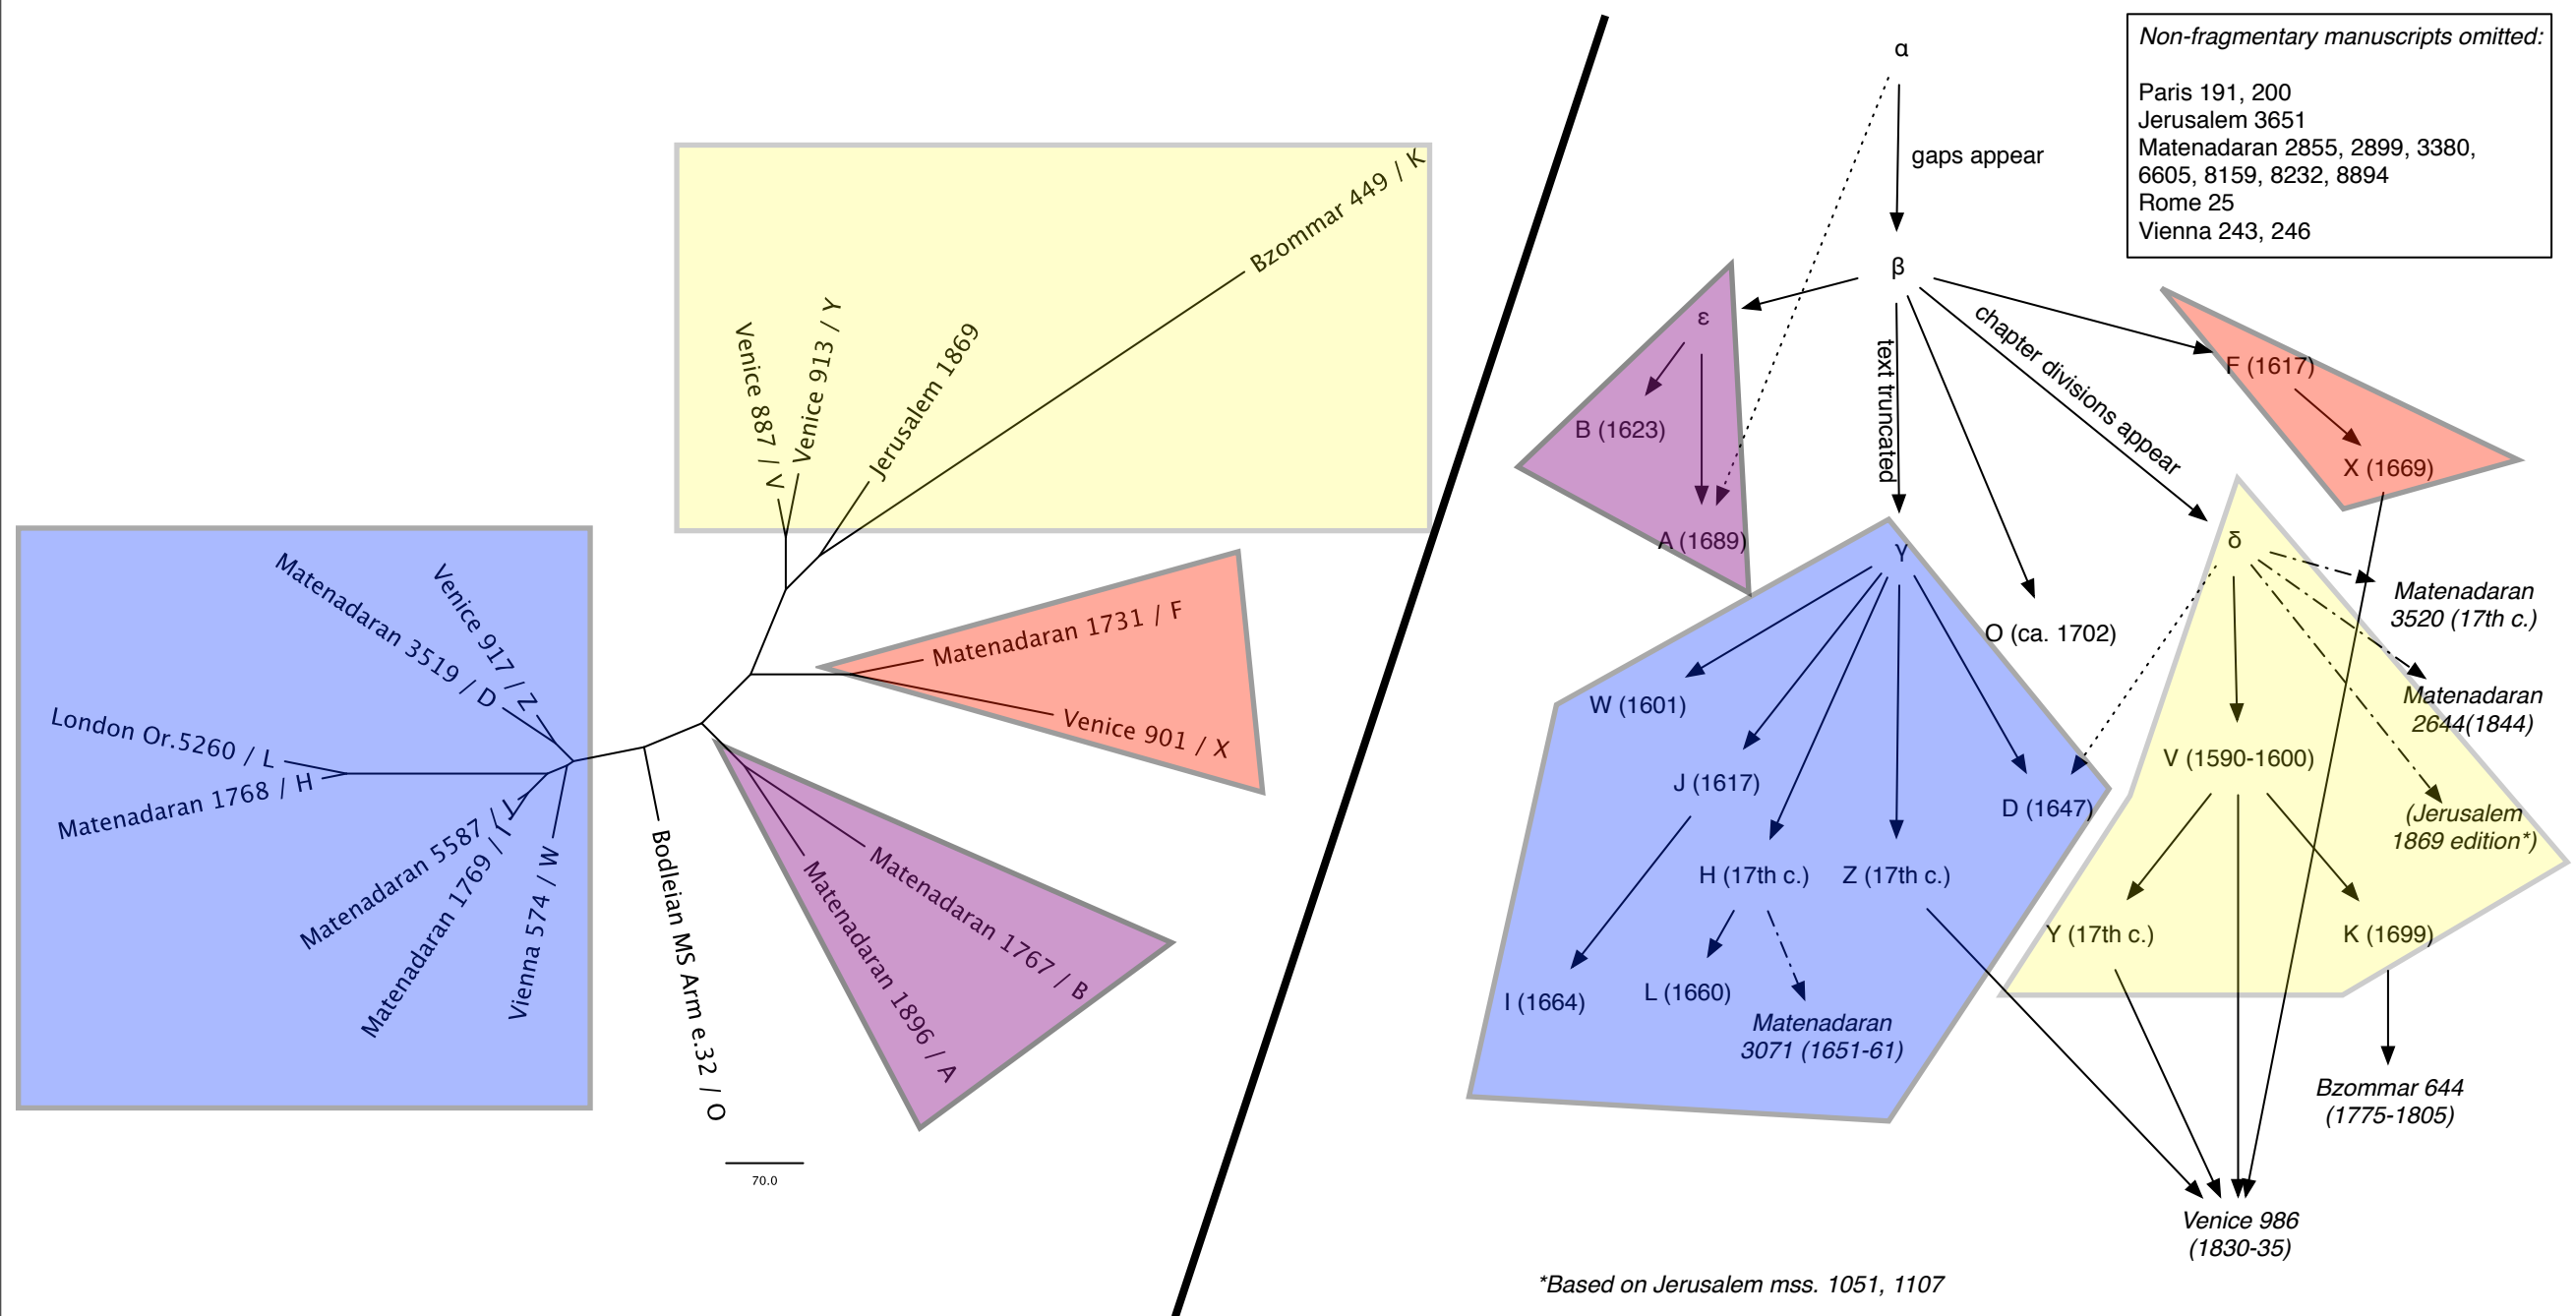 Bzommar 449 / K
Venice 887 / V
Venice 913 / Y
Jerusalem 1869
Matenadaran 3519 / D
Venice 917 / Z
London Or.5260 / L
Matenadaran 1768 / H
Matenadaran 5587 / J
Matenadaran 1769 / I
Vienna 574 / W
Matenadaran 1731 / F
Venice 901 / X
Matenadaran 1767 / B
Matenadaran 1896 / A
Bodleian MS Arm e.32 / O
70.0
α
gaps appear
β
ε
B (1623)
A (1689)
text truncated
chapter divisions appear
F (1617)
X (1669)
γ
δ
O (ca. 1702)
W (1601)
J (1617)
D (1647)
H (17th c.)
Z (17th c.)
I (1664)
L (1660)
Matenadaran
3071 (1651-61)
Matenadaran
3520 (17th c.)
Matenadaran
2644(1844)
V (1590-1600)
(Jerusalem
1869 edition*)
Y (17th c.)
K (1699)
Bzommar 644
(1775-1805)
Venice 986
(1830-35)
*Based on Jerusalem mss. 1051, 1107
Non-fragmentary manuscripts omitted:
Paris 191, 200
Jerusalem 3651
Matenadaran 2855, 2899, 3380,
6605, 8159, 8232, 8894
Rome 25
Vienna 243, 246